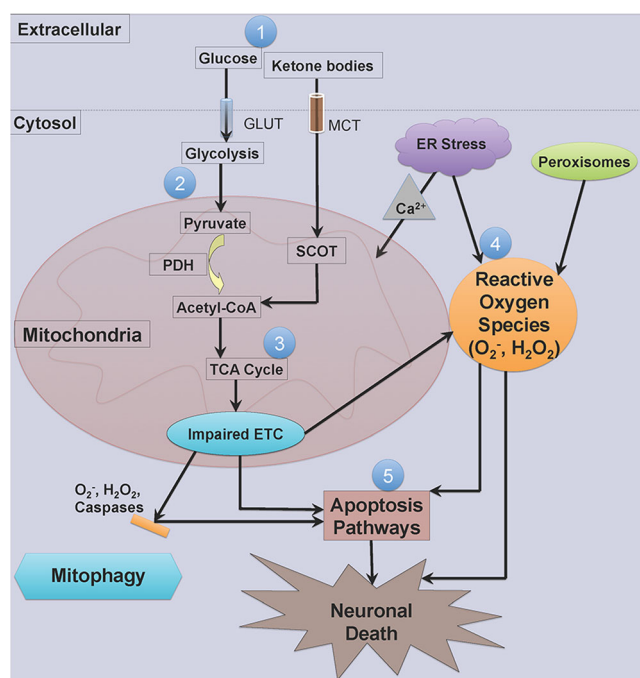 Extracellular
1
Glucose
Ketone bodies
Cytosol
GLUT
MCT
ER Stress
Peroxisomes
Glycolysis
2
Ca²⁺
Pyruvate
4
PDH
SCOT
Reactive
Oxygen
Species
(O₂⁻, H₂O₂)
Acetyl-CoA
Mitochondria
3
TCA Cycle
Impaired ETC
5
O₂⁻, H₂O₂,
Caspases
Apoptosis
Pathways
Mitophagy
Neuronal
Death